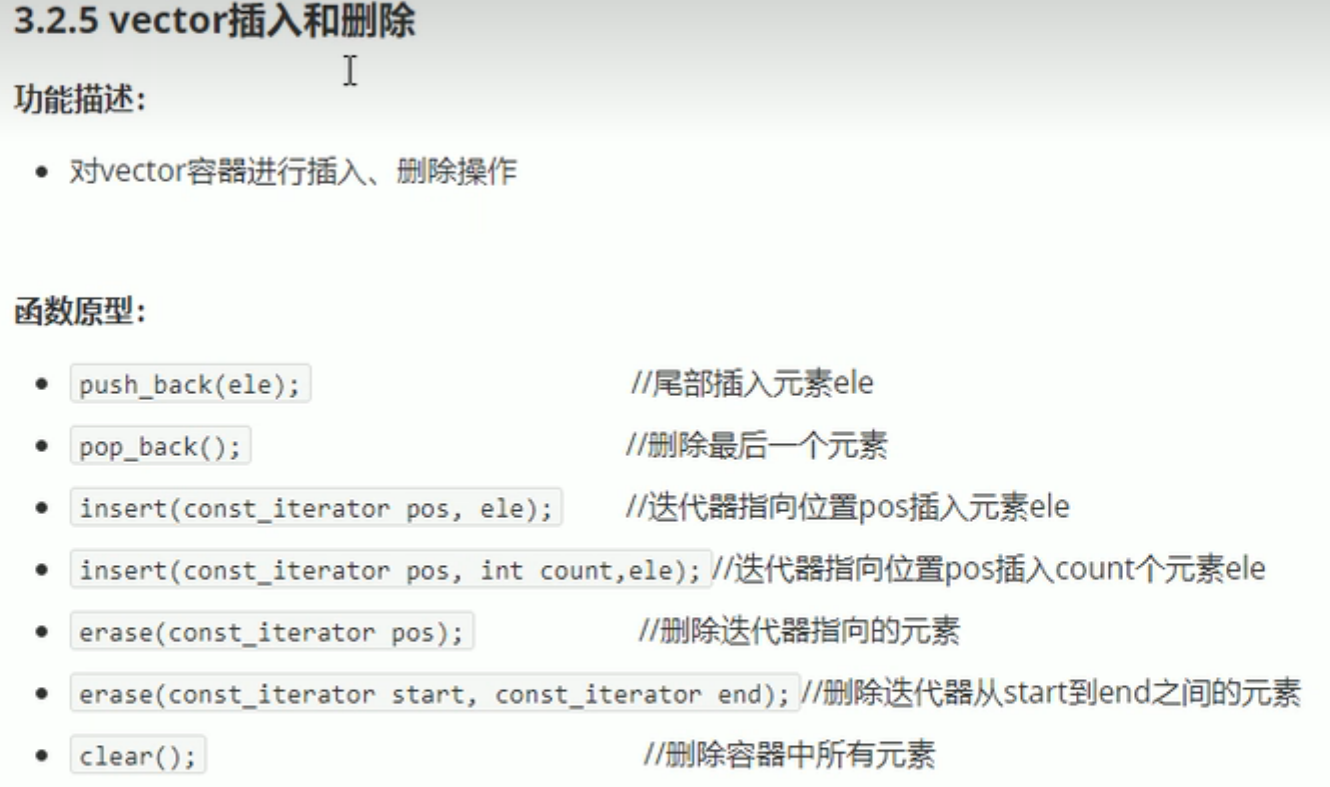 3.2.5 vector插入和删除
功能描述：
对vector容器进行插入、删除操作
函数原型：
push_back(ele); //尾部插入元素ele
pop_back(); //删除最后一个元素
insert(const_iterator pos, ele); //迭代器指向位置pos插入元素ele
insert(const_iterator pos, int count,ele); //迭代器指向位置pos插入count个元素ele
erase(const_iterator pos); //删除迭代器指向的元素
erase(const_iterator start, const_iterator end); //删除迭代器从start到end之间的元素
clear(); //删除容器中所有元素